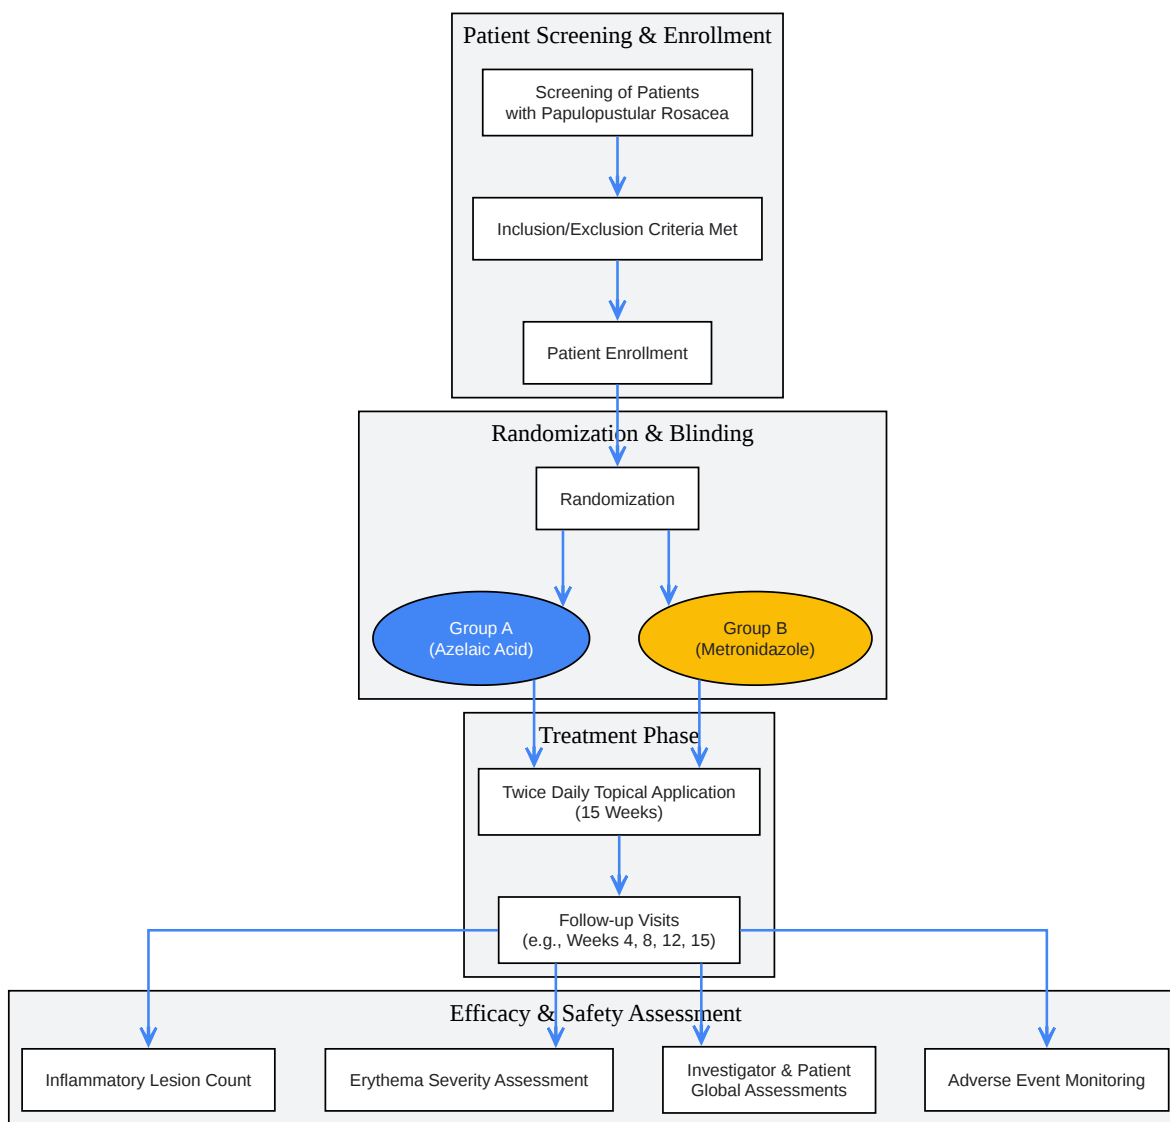 Patient Screening & Enrollment
Screening of Patients
with Papulopustular Rosacea
Inclusion/Exclusion Criteria Met
Patient Enrollment
Randomization & Blinding
Randomization
Group A
(Azelaic Acid)
Group B
(Metronidazole)
Treatment Phase
Twice Daily Topical Application
(15 Weeks)
Follow-up Visits
(e.g., Weeks 4, 8, 12, 15)
Efficacy & Safety Assessment
Inflammatory Lesion Count
Erythema Severity Assessment
Investigator & Patient
Global Assessments
Adverse Event Monitoring